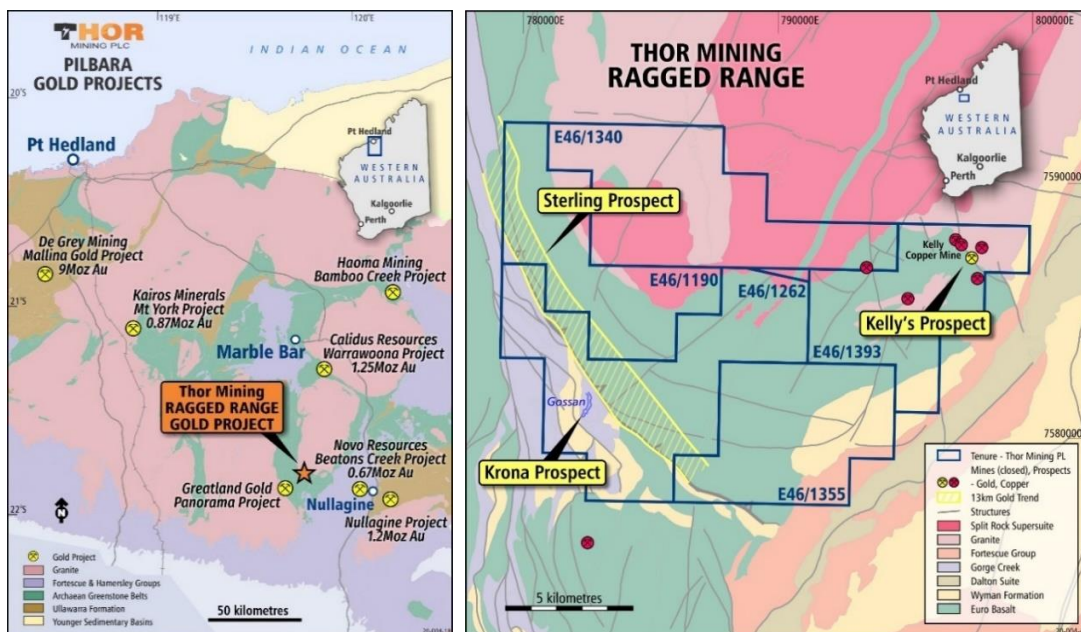 THOR
MINING PLC
PILBARA
GOLD PROJECTS
119°E
120°E
INDIAN OCEAN
20°S
Pt Hedland
Pt Hedland
WESTERN
AUSTRALIA
Kalgoorlie
Perth
De Grey Mining
Mallina Gold Project
9Moz Au
Haoma Mining
Bamboo Creek Project
21°S
Kairos Minerals
Mt York Project
0.87Moz Au
Marble Bar
Calidus Resources
Warrawoona Project
1.25Moz Au
Thor Mining
RAGGED RANGE
GOLD PROJECT
Novo Resources
Beatons Creek Project
0.67Moz Au
Greatland Gold
Panorama Project
Nullagine
22°S
Nullagine Project
1.2Moz Au
Gold Project
Granite
Fortescue & Hamersley Groups
Archaean Greenstone Belts
Ullawarra Formation
Younger Sedimentary Basins
50 kilometres
780000E
790000E
800000E
THOR MINING
RAGGED RANGE
Pt Hedland
WESTERN
AUSTRALIA
Kalgoorlie
Perth
E46/1340
7590000
Sterling Prospect
Kelly
Copper Mine
E46/1190
E46/1262
Kelly's Prospect
E46/1393
Gossan
Krona Prospect
7580000
E46/1355
5 kilometres
Tenure - Thor Mining PL
Mines (closed), Prospects
- Gold, Copper
13km Gold Trend
Structures
Split Rock Supersuite
Granite
Fortescue Group
Gorge Creek
Dalton Suite
Wyman Formation
Euro Basalt